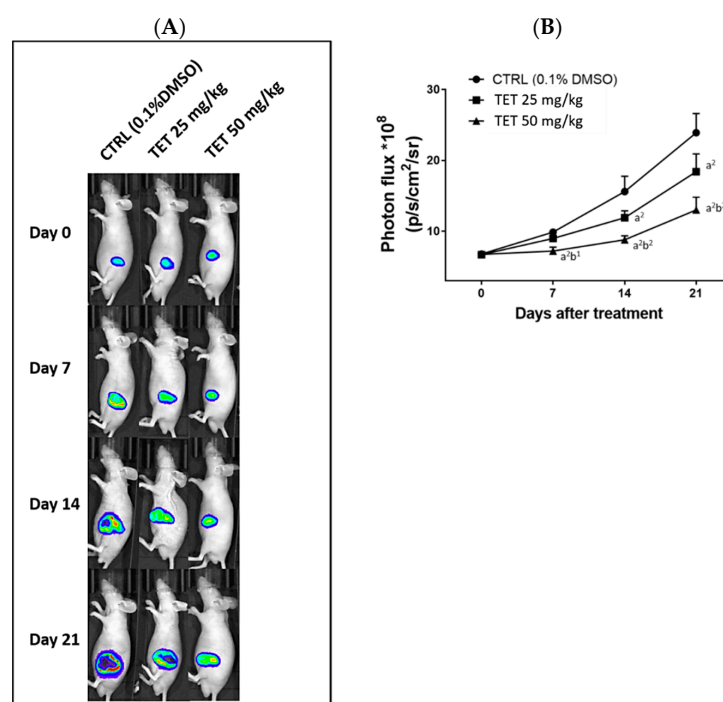 (A)
CTRL (0.1%DMSO)
TET 25 mg/kg
TET 50 mg/kg
Day 0
Day 7
Day 14
Day 21
(B)
CTRL (0.1% DMSO)
TET 25 mg/kg
TET 50 mg/kg
Photon flux *10⁸
(p/s/cm²/sr)
30
20
10
a²
a²
a²b¹
a²b²
0
7
14
21
Days after treatment